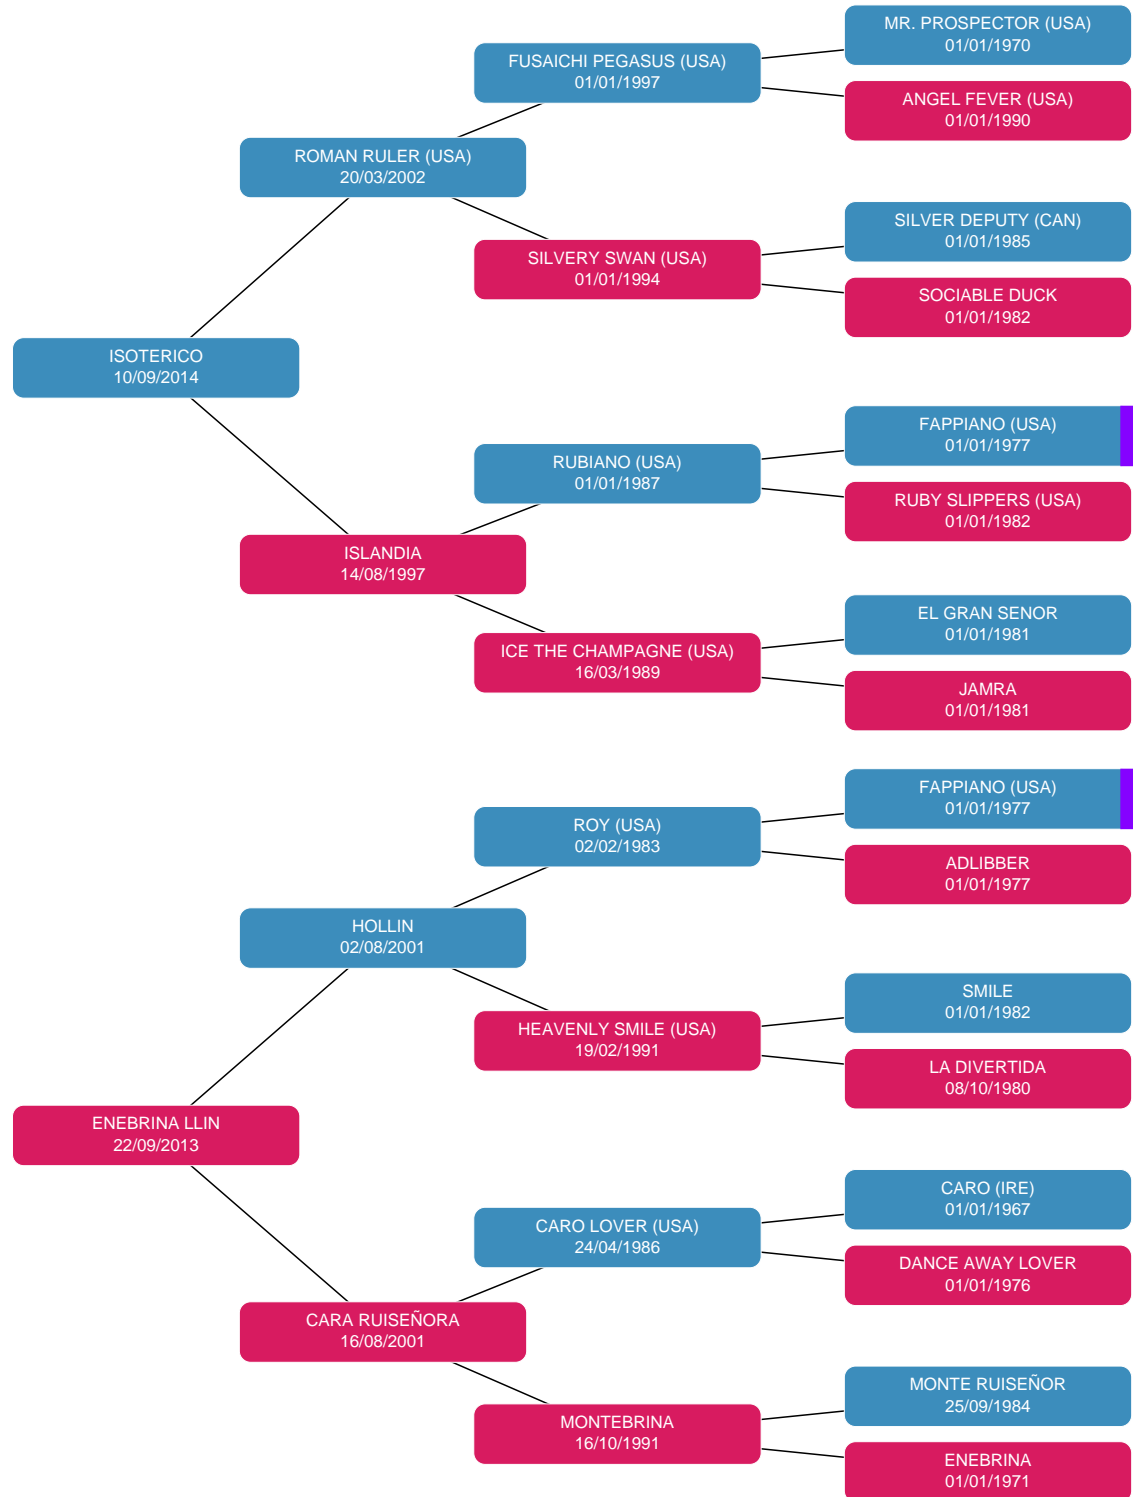 MR. PROSPECTOR (USA)
01/01/1970
FUSAICHI PEGASUS (USA)
01/01/1997
ANGEL FEVER (USA)
01/01/1990
ROMAN RULER (USA)
20/03/2002
SILVER DEPUTY (CAN)
01/01/1985
SILVERY SWAN (USA)
01/01/1994
SOCIABLE DUCK
01/01/1982
ISOTERICO
10/09/2014
FAPPIANO (USA)
01/01/1977
RUBIANO (USA)
01/01/1987
RUBY SLIPPERS (USA)
01/01/1982
ISLANDIA
14/08/1997
EL GRAN SENOR
01/01/1981
ICE THE CHAMPAGNE (USA)
16/03/1989
JAMRA
01/01/1981
FAPPIANO (USA)
01/01/1977
ROY (USA)
02/02/1983
ADLIBBER
01/01/1977
HOLLIN
02/08/2001
SMILE
01/01/1982
HEAVENLY SMILE (USA)
19/02/1991
LA DIVERTIDA
08/10/1980
ENEBRINA LLIN
22/09/2013
CARO (IRE)
01/01/1967
CARO LOVER (USA)
24/04/1986
DANCE AWAY LOVER
01/01/1976
CARA RUISEÑORA
16/08/2001
MONTE RUISEÑOR
25/09/1984
MONTEBRINA
16/10/1991
ENEBRINA
01/01/1971